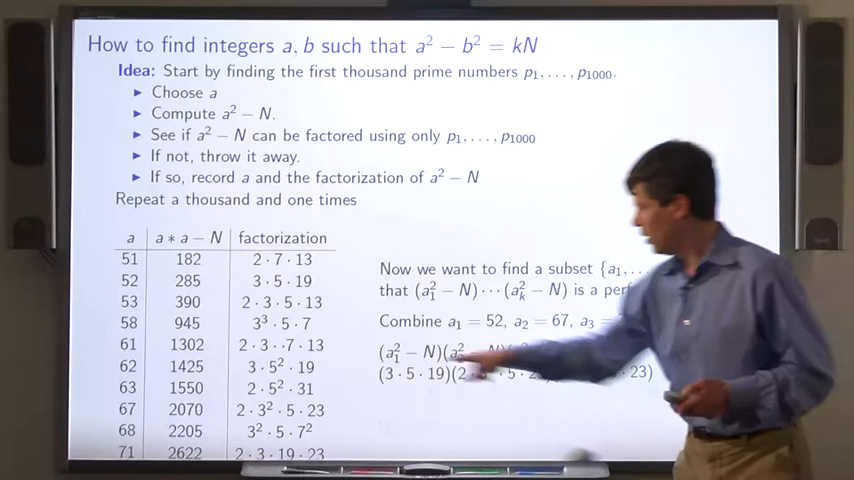 How to find integers a, b such that a² − b² = kN
Idea: Start by finding the first thousand prime numbers p₁, . . . , p₁₀₀₀.
► Choose a
► Compute a² − N.
► See if a² − N can be factored using only p₁, . . . , p₁₀₀₀
► If not, throw it away.
► If so, record a and the factorization of a² − N
Repeat a thousand and one times
a | a ∗ a − N | factorization
51 | 182 | 2 · 7 · 13
52 | 285 | 3 · 5 · 19
53 | 390 | 2 · 3 · 5 · 13
58 | 945 | 3³ · 5 · 7
61 | 1302 | 2 · 3 · ·7 · 13
62 | 1425 | 3 · 5² · 19
63 | 1550 | 2 · 5² · 31
67 | 2070 | 2 · 3² · 5 · 23
68 | 2205 | 3² · 5 · 7²
71 | 2622 | 2 · 3 · 19 · 23
Now we want to find a subset {a₁, . . .
that (a₁² − N) · · · (aₖ² − N) is a
Combine a₁ = 52, a₂ = 67, a₃ =
(a₁² − N)(a
(3 · 5 · 19)(2 · 5 · 23)